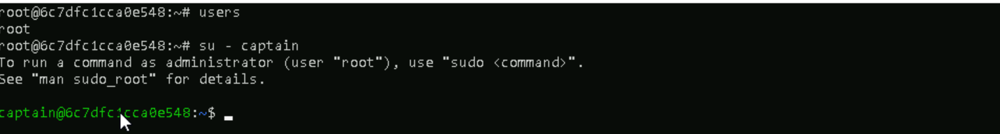 root@6c7dfc1cca0e548:~# users
root
root@6c7dfc1cca0e548:~# su - captain
To run a command as administrator (user "root"), use "sudo <command>".
See "man sudo_root" for details.
captain@6c7dfc1cca0e548:~$ _